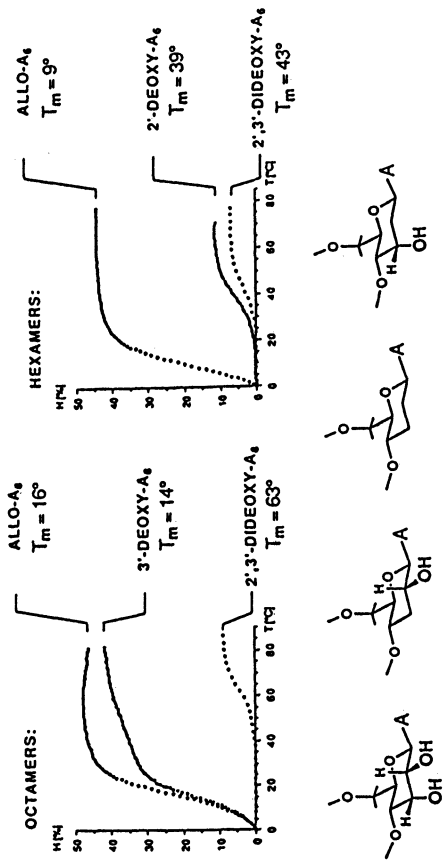 OCTAMERS:
H[%]
50
40
30
20
10
0
0 20 40 60 80 T[°C]
ALLO-A₈
Tₘ = 16°
3'-DEOXY-A₈
Tₘ = 14°
2',3'-DIDEOXY-A₈
Tₘ = 63°
HEXAMERS:
H[%]
50
40
30
20
10
0
0 20 40 60 80 T[°C]
ALLO-A₆
Tₘ = 9°
2'-DEOXY-A₆
Tₘ = 39°
2',3'-DIDEOXY-A₆
Tₘ = 43°
O O H H O A OH OH
O O H O A OH
O O O A
O O H O A OH